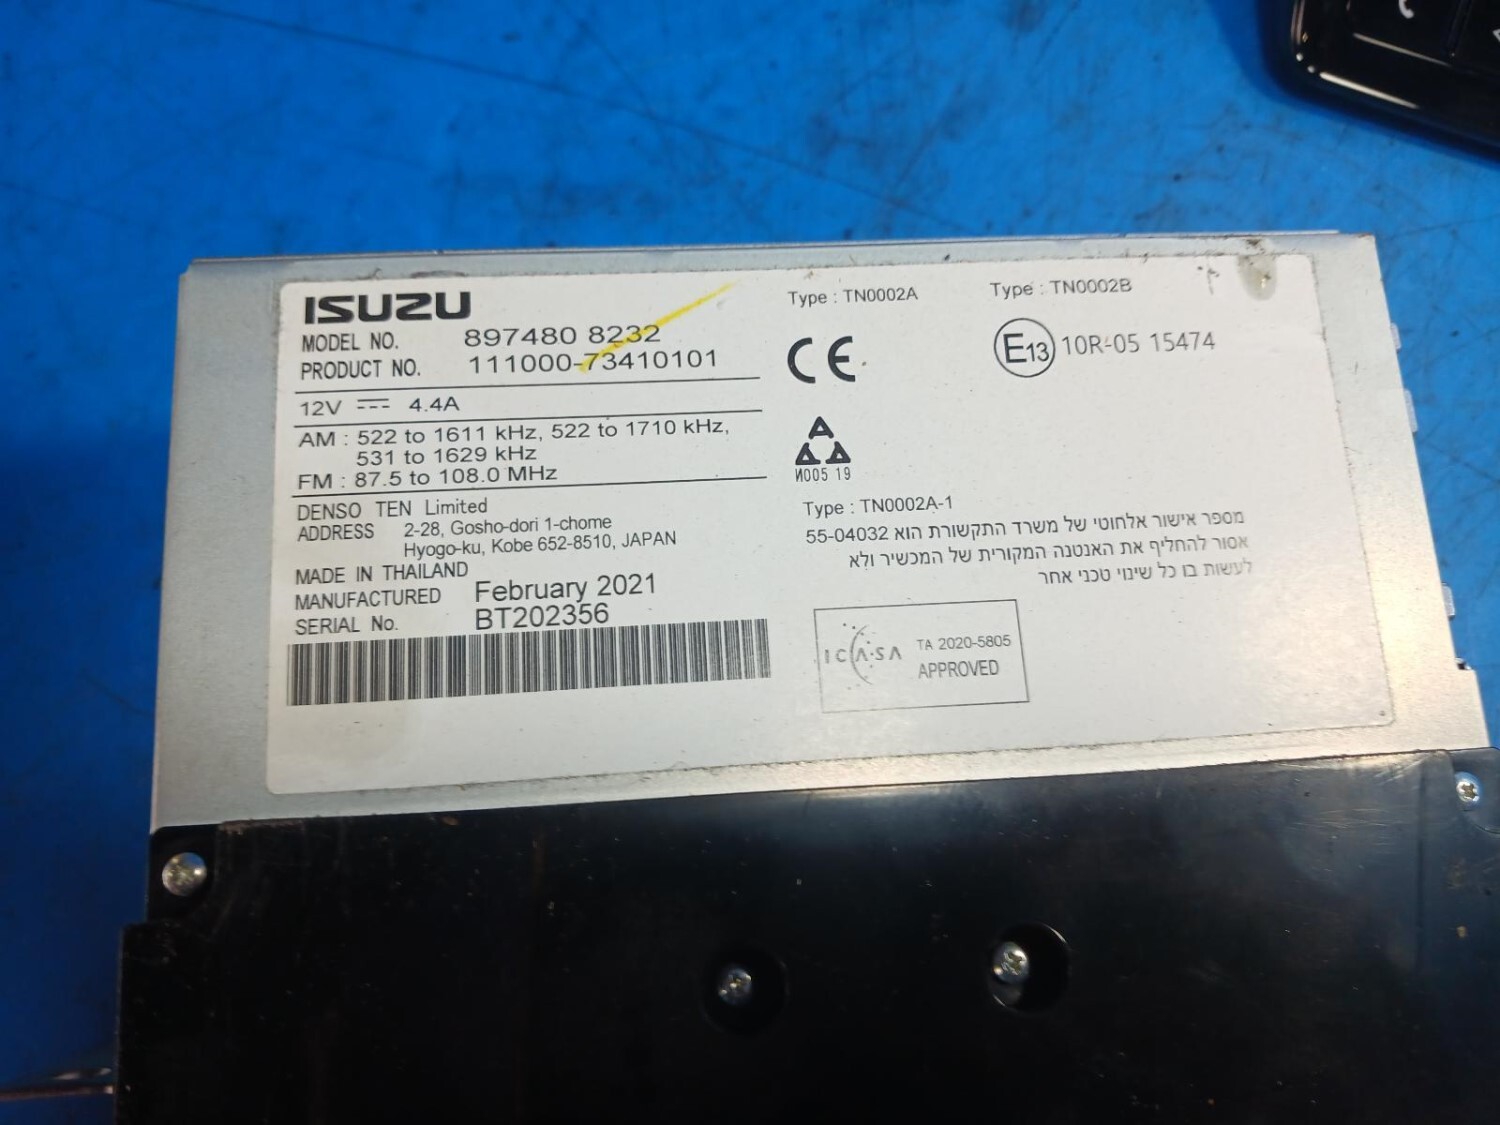 ISUZU
MODEL NO. 897480 8232
PRODUCT NO. 111000-73410101
12V 4.4A
AM : 522 to 1611 kHz, 522 to 1710 kHz,
531 to 1629 kHz
FM : 87.5 to 108.0 MHz
DENSO TEN Limited
ADDRESS 2-28, Gosho-dori 1-chome
Hyogo-ku, Kobe 652-8510, JAPAN
MADE IN THAILAND
MANUFACTURED February 2021
SERIAL No. BT202356
Type : TN0002A
CE
И005 19
Type : TN0002B
E13 10R-05 15474
Type : TN0002A-1
מספר אישור אלחוטי של משרד התקשורת הוא 55-04032
אסור להחליף את האנטנה המקורית של המכשיר ולא
לעשות בו כל שינוי טכני אחר
ICASA TA 2020-5805
APPROVED